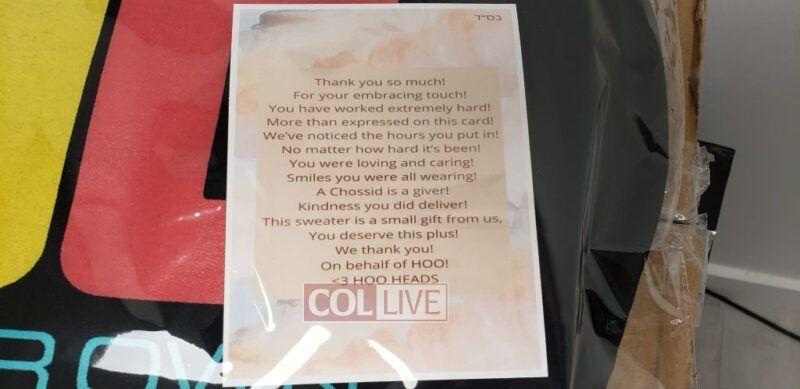 בס״ד
Thank you so much!
For your embracing touch!
You have worked extremely hard!
More than expressed on this card!
We've noticed the hours you put in!
No matter how hard it's been!
You were loving and caring!
Smiles you were all wearing!
A Chossid is a giver!
Kindness you did deliver!
This sweater is a small gift from us,
You deserve this plus!
We thank you!
On behalf of HOO!
<3 HOO HEADS
COL LIVE